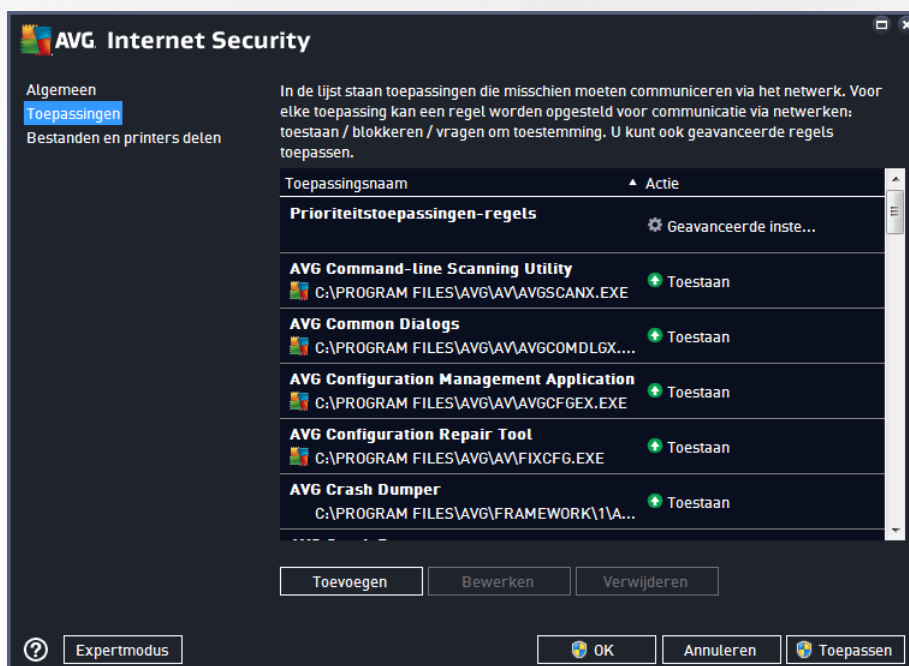 AVG Internet Security
Algemeen
Toepassingen
Bestanden en printers delen
In de lijst staan toepassingen die misschien moeten communiceren via het netwerk. Voor
elke toepassing kan een regel worden opgesteld voor communicatie via netwerken:
toestaan / blokkeren / vragen om toestemming. U kunt ook geavanceerde regels
toepassen.
Toepassingsnaam Actie
Prioriteitstoepassingen-regels
Geavanceerde inste...
AVG Command-line Scanning Utility
C:\PROGRAM FILES\AVG\AV\AVGSCANX.EXE
Toestaan
AVG Common Dialogs
C:\PROGRAM FILES\AVG\AV\AVGCOMDLGX....
Toestaan
AVG Configuration Management Application
C:\PROGRAM FILES\AVG\AV\AVGCFGEX.EXE
Toestaan
AVG Configuration Repair Tool
C:\PROGRAM FILES\AVG\AV\FIXCFG.EXE
Toestaan
AVG Crash Dumper
C:\PROGRAM FILES\AVG\FRAMEWORK\1\A...
Toestaan
Toevoegen Bewerken Verwijderen
? Expertmodus OK Annuleren Toepassen